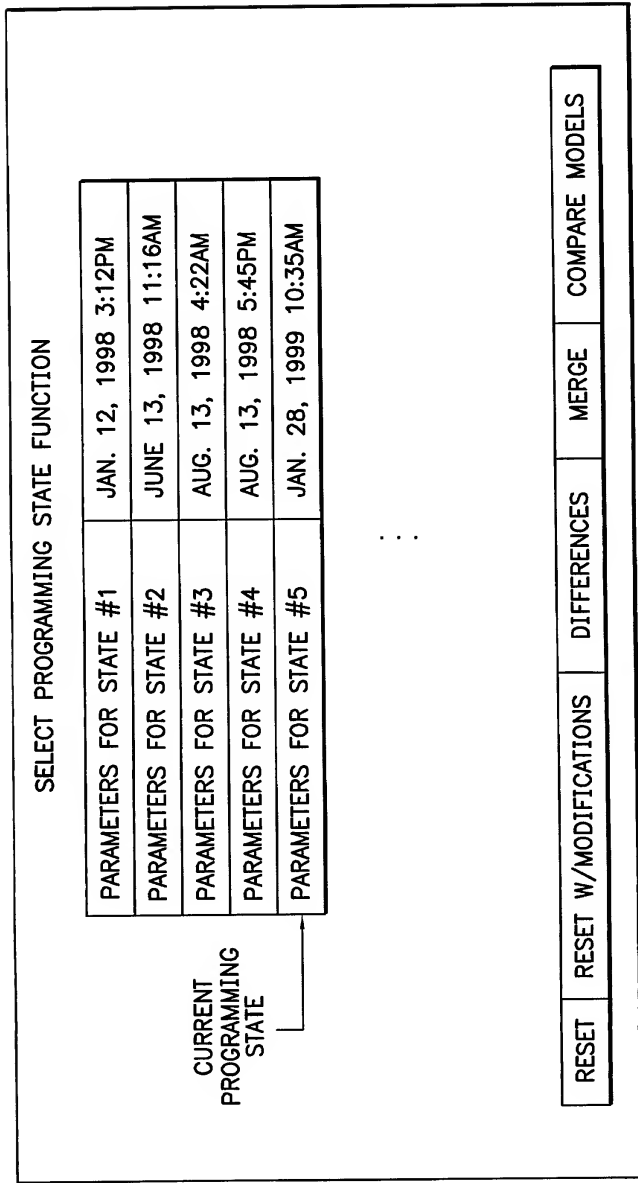 SELECT PROGRAMMING STATE FUNCTION
PARAMETERS FOR STATE #1 JAN. 12, 1998 3:12PM
PARAMETERS FOR STATE #2 JUNE 13, 1998 11:16AM
PARAMETERS FOR STATE #3 AUG. 13, 1998 4:22AM
PARAMETERS FOR STATE #4 AUG. 13, 1998 5:45PM
PARAMETERS FOR STATE #5 JAN. 28, 1999 10:35AM
CURRENT
PROGRAMMING
STATE
...
RESET RESET W/MODIFICATIONS DIFFERENCES MERGE COMPARE MODELS